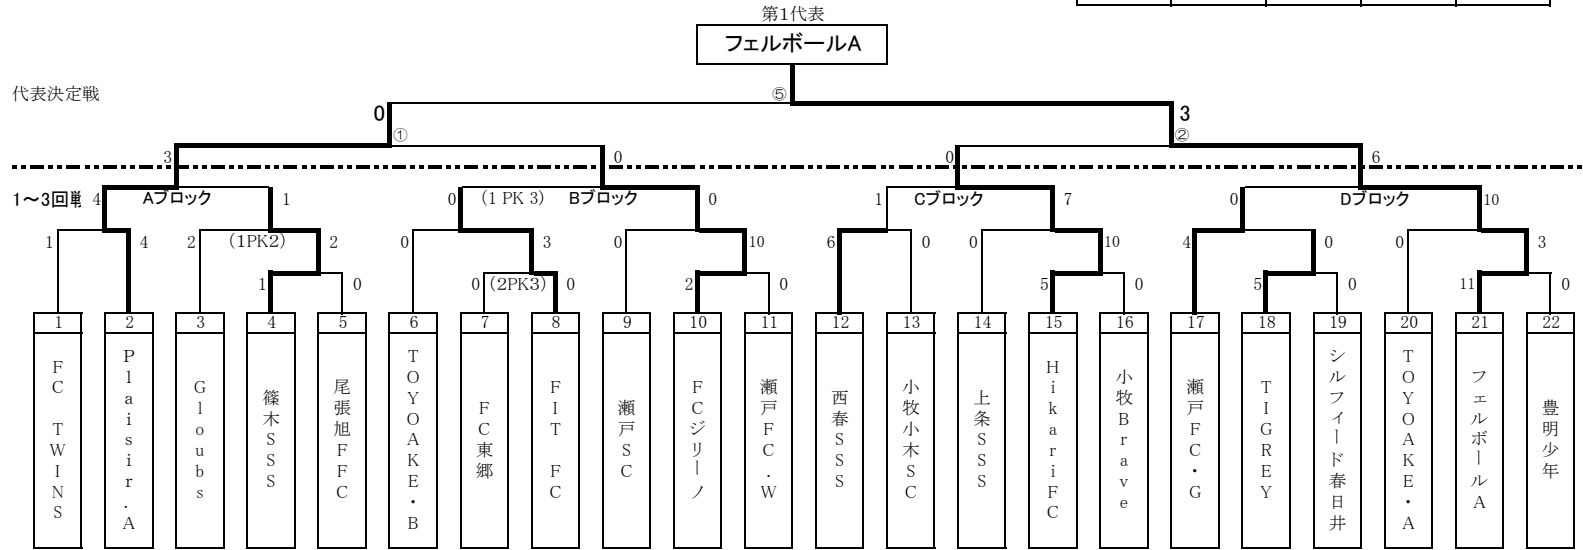 第1代表
フェルボールA
代表決定戦
⑤
0 3
① ②
3 0 0 6
1～3回戦 4 Aブロック 1 0 (1 PK 3) Bブロック 0 1 Cブロック 7 0 Dブロック 10
1 4 2 (1PK2) 2 0 3 0 10 6 0 0 10 4 0 0 3
1 0 0 (2PK3) 0 2 0 5 0 5 0 11 0
1 2 3 4 5 6 7 8 9 10 11 12 13 14 15 16 17 18 19 20 21 22
FC TWINS
Plaisir.A
Gloubs
篠木SSS
尾張旭FFC
TOYOAKE・B
FC東郷
FIT FC
瀬戸SC
FCジリーノ
瀬戸FC.W
西春SSS
小牧小木SC
上条SSS
HikariFC
小牧Brave
瀬戸FC・G
TIGREY
シルフィード春日井
TOYOAKE・A
フェルボールA
豊明少年